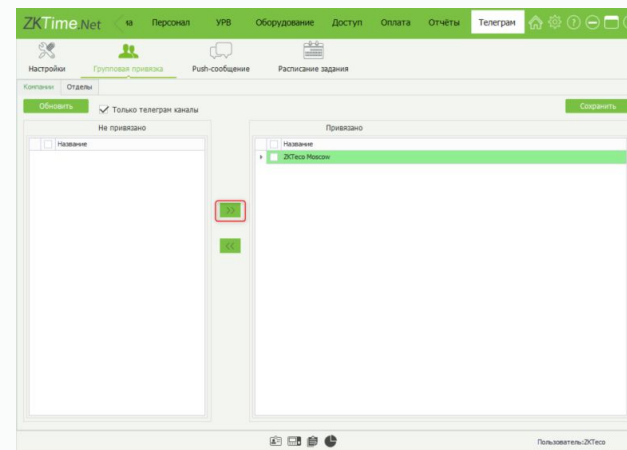 ZKTime.Net
Персонал УРВ Оборудование Доступ Оплата Отчёты Телеграм
Настройки Групповая привязка Push-сообщение Расписание задания
Компании Отделы
Обновить Только телеграм каналы Сохранить
Не привязано Привязано
Название Название
ZKTeco Moscow
>>
<<
Пользователь:ZKTeco